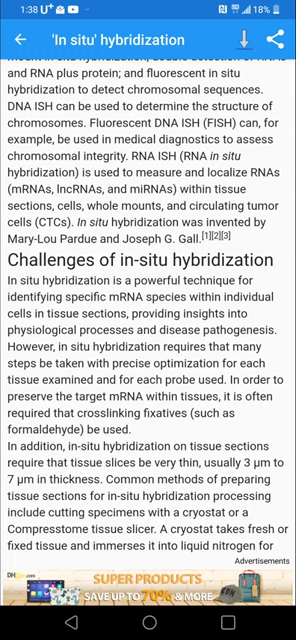 1:38 U+
18%
'In situ' hybridization
and RNA plus protein; and fluorescent in situ
hybridization to detect chromosomal sequences.
DNA ISH can be used to determine the structure of
chromosomes. Fluorescent DNA ISH (FISH) can, for
example, be used in medical diagnostics to assess
chromosomal integrity. RNA ISH (RNA in situ
hybridization) is used to measure and localize RNAs
(mRNAs, lncRNAs, and miRNAs) within tissue
sections, cells, whole mounts, and circulating tumor
cells (CTCs). In situ hybridization was invented by
Mary-Lou Pardue and Joseph G. Gall.[1][2][3]
Challenges of in-situ hybridization
In situ hybridization is a powerful technique for
identifying specific mRNA species within individual
cells in tissue sections, providing insights into
physiological processes and disease pathogenesis.
However, in situ hybridization requires that many
steps be taken with precise optimization for each
tissue examined and for each probe used. In order to
preserve the target mRNA within tissues, it is often
required that crosslinking fixatives (such as
formaldehyde) be used.
In addition, in-situ hybridization on tissue sections
require that tissue slices be very thin, usually 3 µm to
7 µm in thickness. Common methods of preparing
tissue sections for in-situ hybridization processing
include cutting specimens with a cryostat or a
Compresstome tissue slicer. A cryostat takes fresh or
fixed tissue and immerses it into liquid nitrogen for
Advertisements
SUPER PRODUCTS
SAVE UP TO 70% & MORE